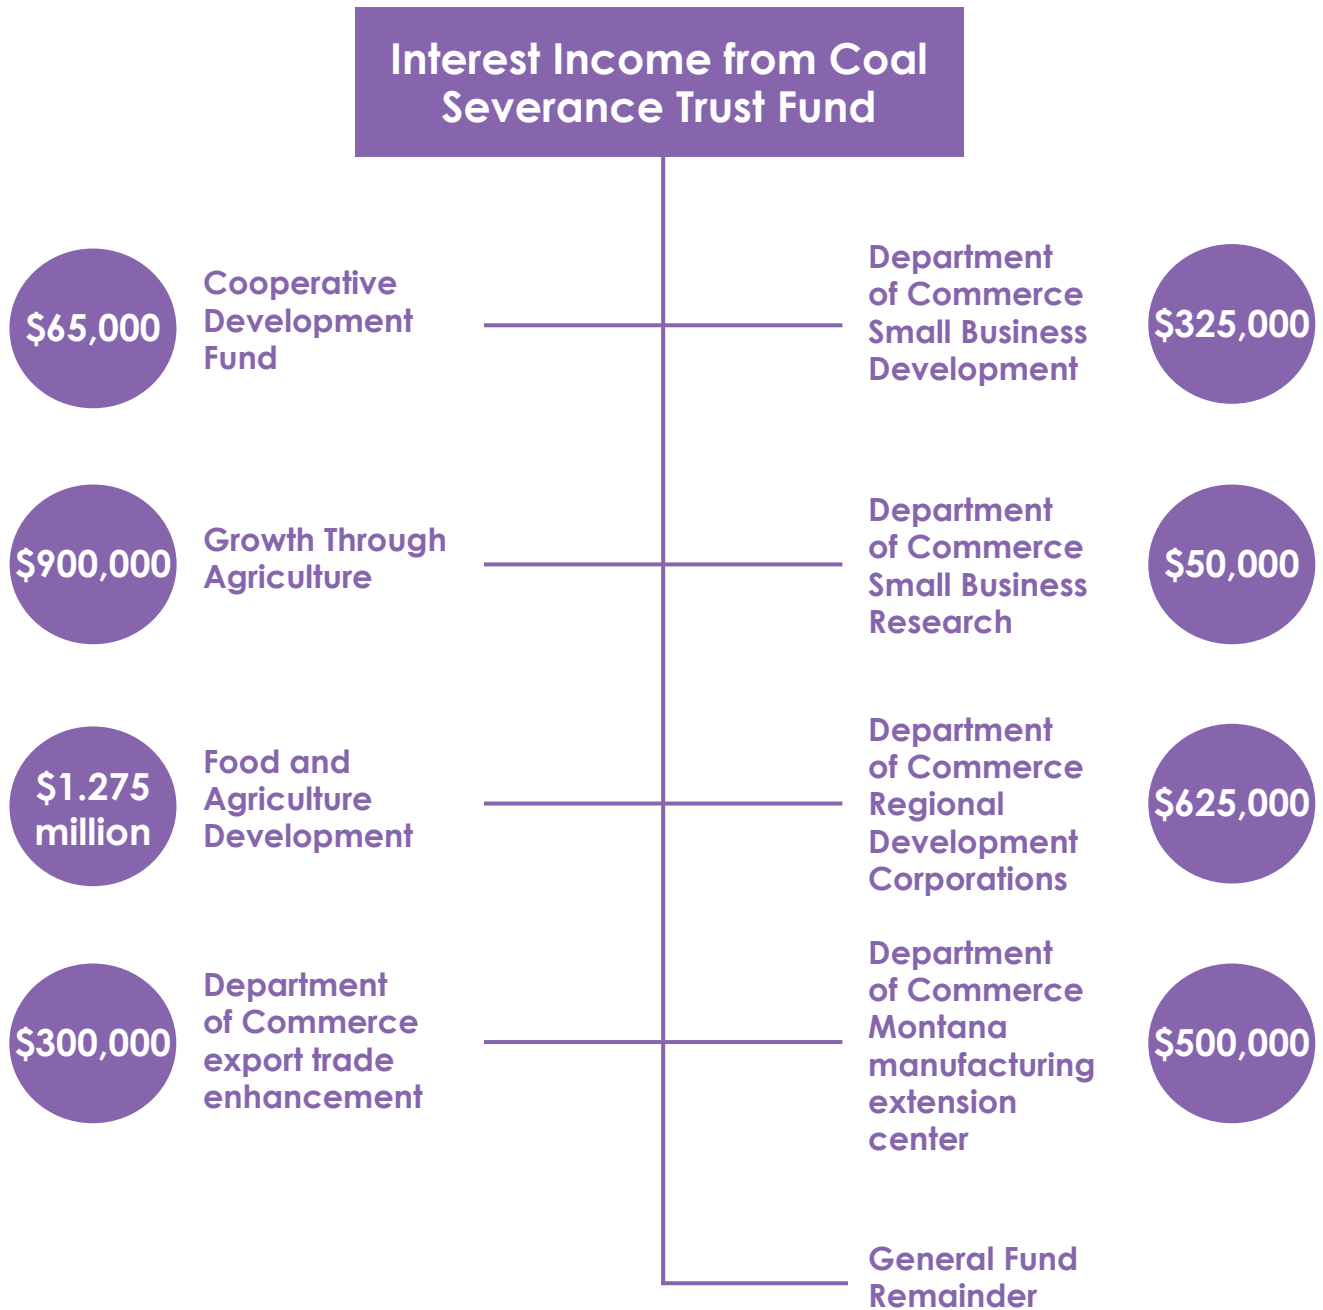 Interest Income from Coal
Severance Trust Fund
$65,000
Cooperative
Development
Fund
Department
of Commerce
Small Business
Development
$325,000
$900,000
Growth Through
Agriculture
Department
of Commerce
Small Business
Research
$50,000
$1.275
million
Food and
Agriculture
Development
Department
of Commerce
Regional
Development
Corporations
$625,000
$300,000
Department
of Commerce
export trade
enhancement
Department
of Commerce
Montana
manufacturing
extension
center
$500,000
General Fund
Remainder